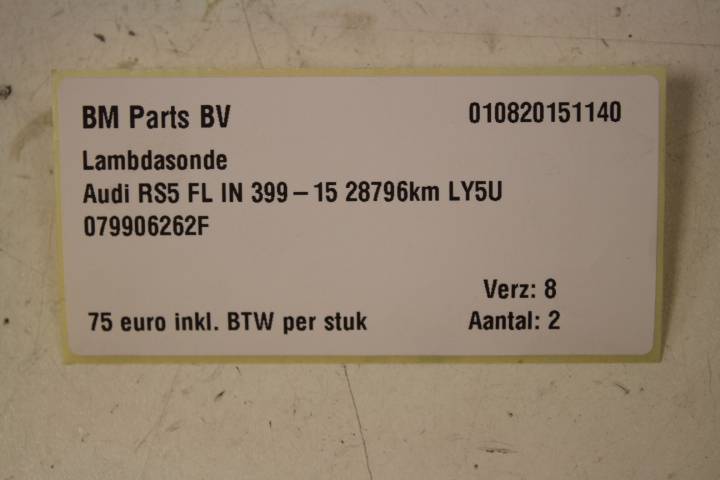 BM Parts BV 010820151140
Lambdasonde
Audi RS5 FL IN 399 – 15 28796km LY5U
079906262F
Verz: 8
75 euro inkl. BTW per stuk Aantal: 2